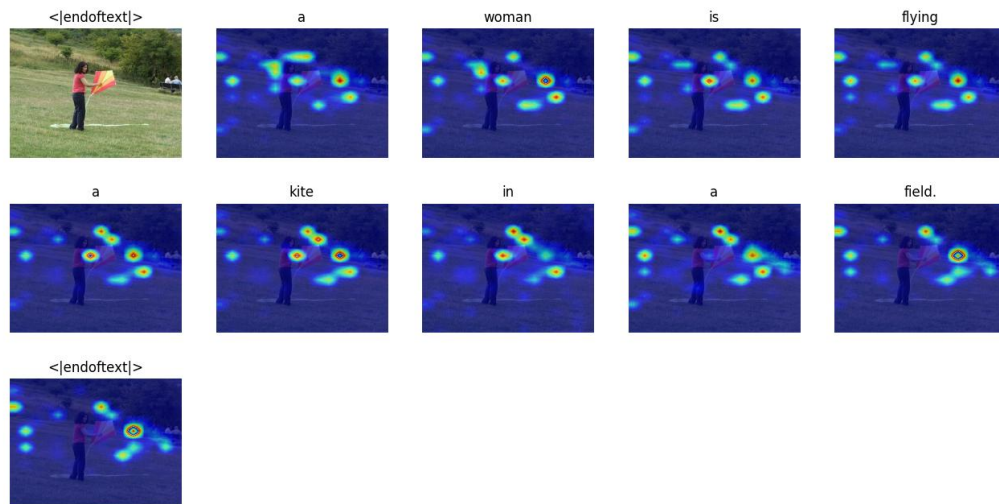 <|endoftext|> a woman is flying
a kite in a field.
<|endoftext|>